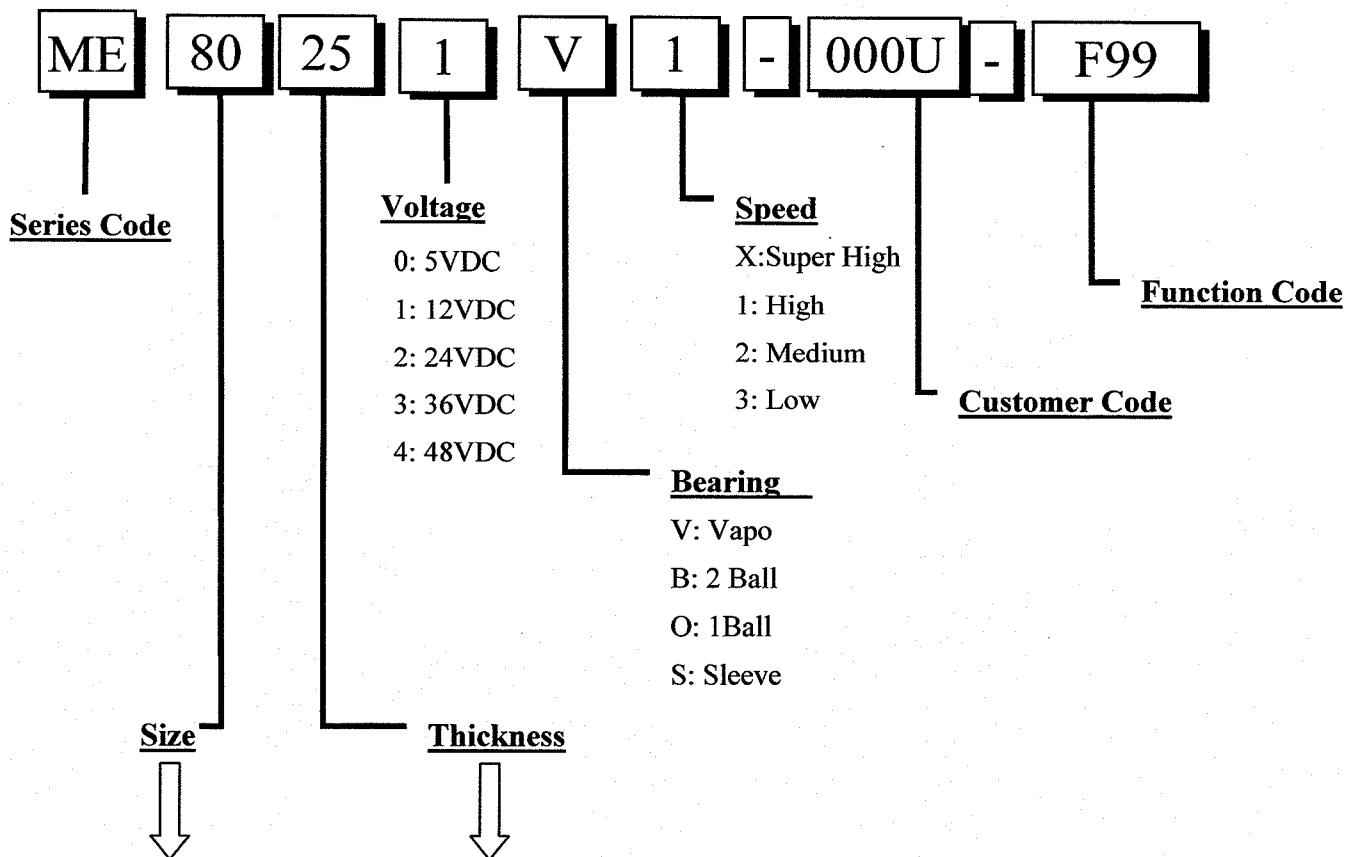 ME 80 25 1 V 1 - 000U - F99
Series Code
Voltage
0: 5VDC
1: 12VDC
2: 24VDC
3: 36VDC
4: 48VDC
Speed
X:Super High
1: High
2: Medium
3: Low
Function Code
Customer Code
Bearing
V: Vapo
B: 2 Ball
O: 1Ball
S: Sleeve
Size
Thickness